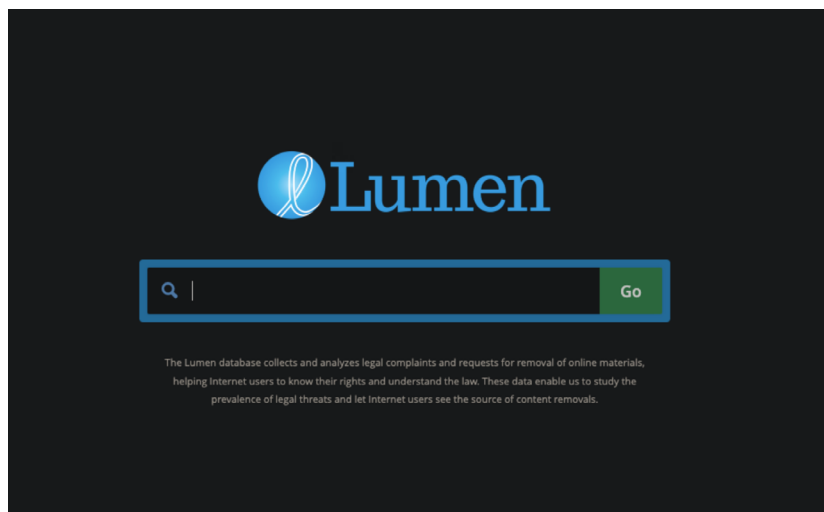 Lumen
Go
The Lumen database collects and analyzes legal complaints and requests for removal of online materials,
helping Internet users to know their rights and understand the law. These data enable us to study the
prevalence of legal threats and let Internet users see the source of content removals.